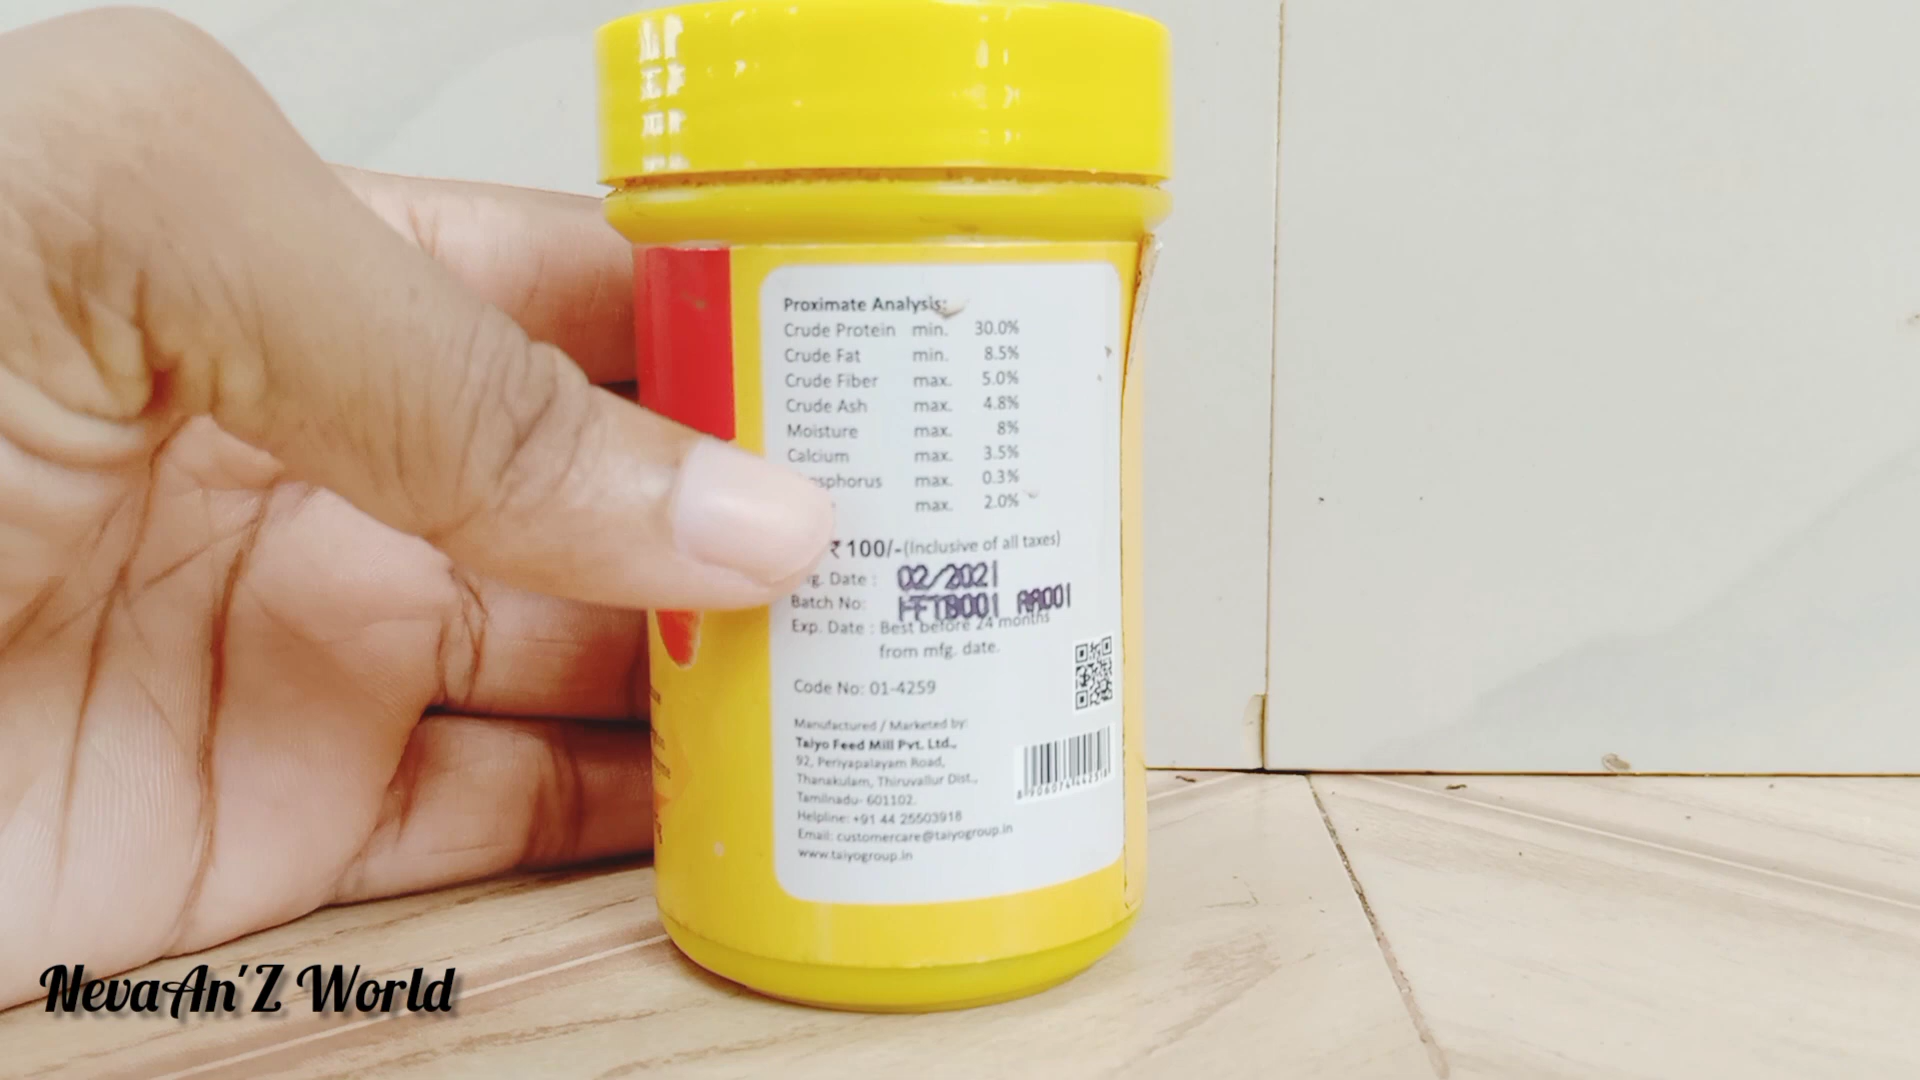 Proximate Analysis:
Crude Protein min. 30.0%
Crude Fat min. 8.5%
Crude Fiber max. 5.0%
Crude Ash max. 4.8%
Moisture max. 8%
Calcium max. 3.5%
sphorus max. 0.3%
max. 2.0%
₹ 100/-(Inclusive of all taxes)
g. Date : 02/2021
Batch No: FFTB001 AA001
Exp. Date : Best before 24 months
from mfg. date.
Code No: 01-4259
Manufactured / Marketed by:
Taiyo Feed Mill Pvt. Ltd.,
92, Periyapalayam Road,
Thanakulam, Thiruvallur Dist.,
Tamilnadu- 601102.
Helpline: +91 44 25503918
Email: customercare@taiyogroup.in
www.taiyogroup.in
NevaAn'Z World